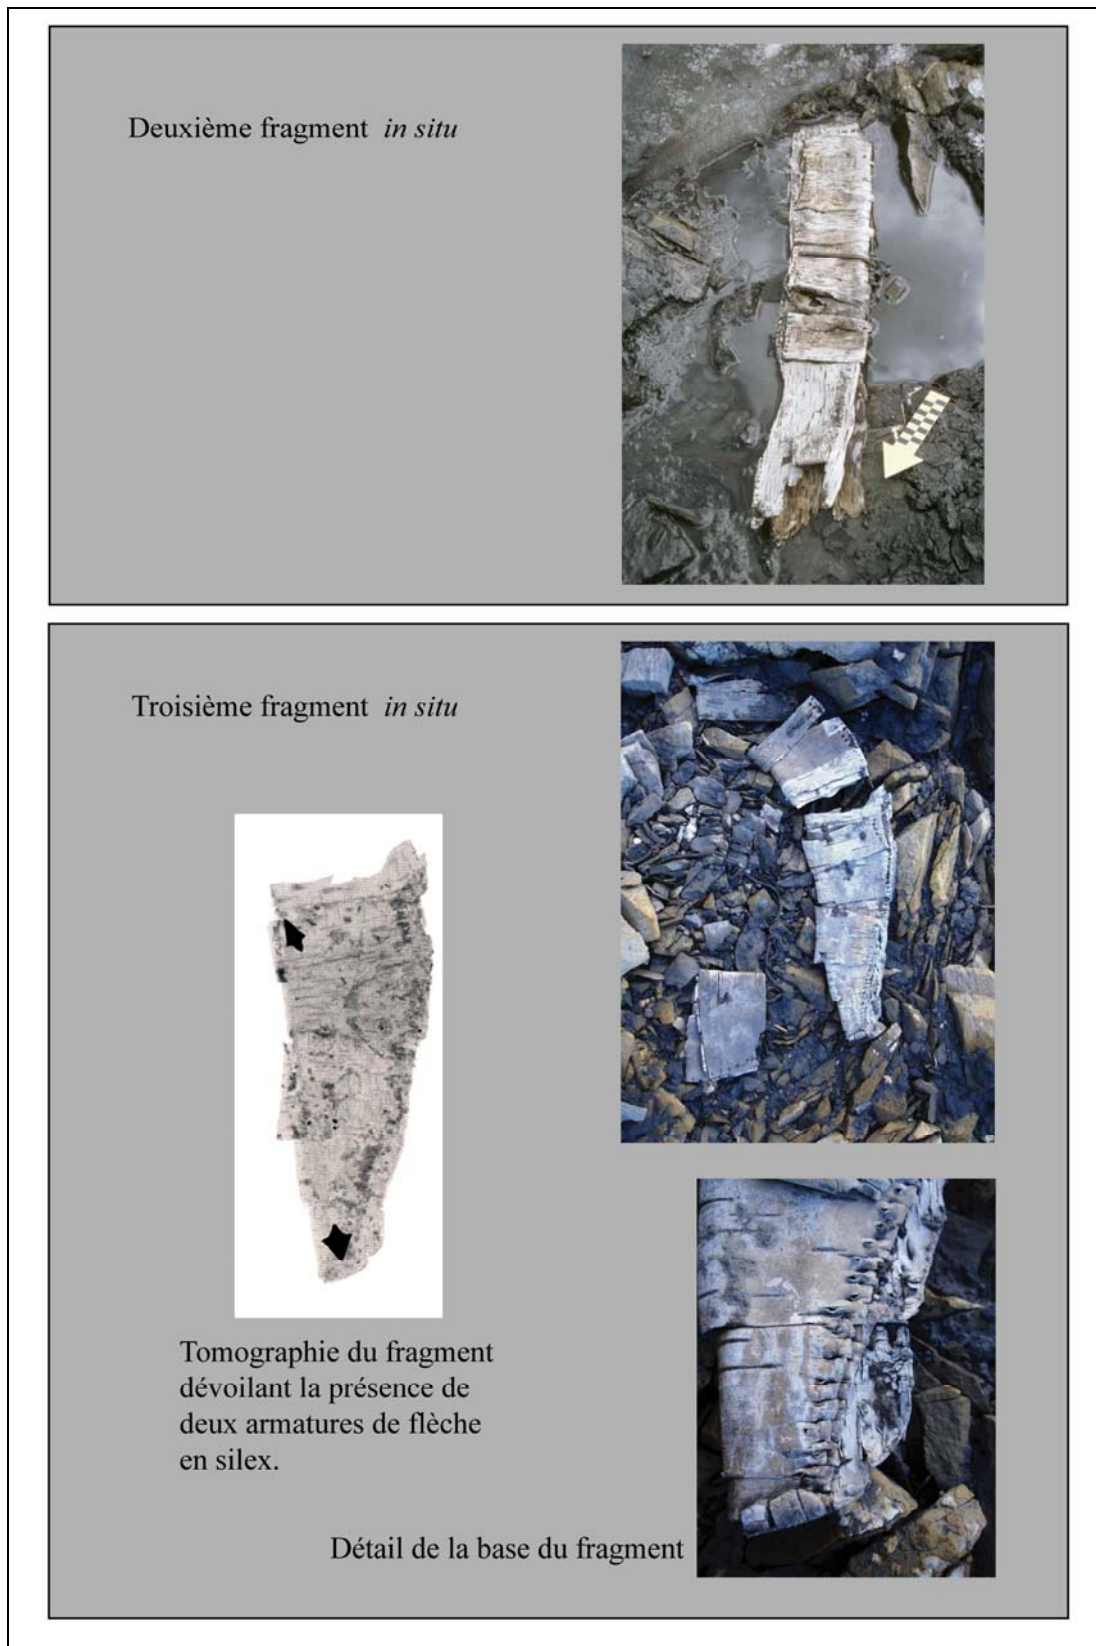 Deuxième fragment in situ
Troisième fragment in situ
Tomographie du fragment
dévoilant la présence de
deux armatures de flèche
en silex.
Détail de la base du fragment